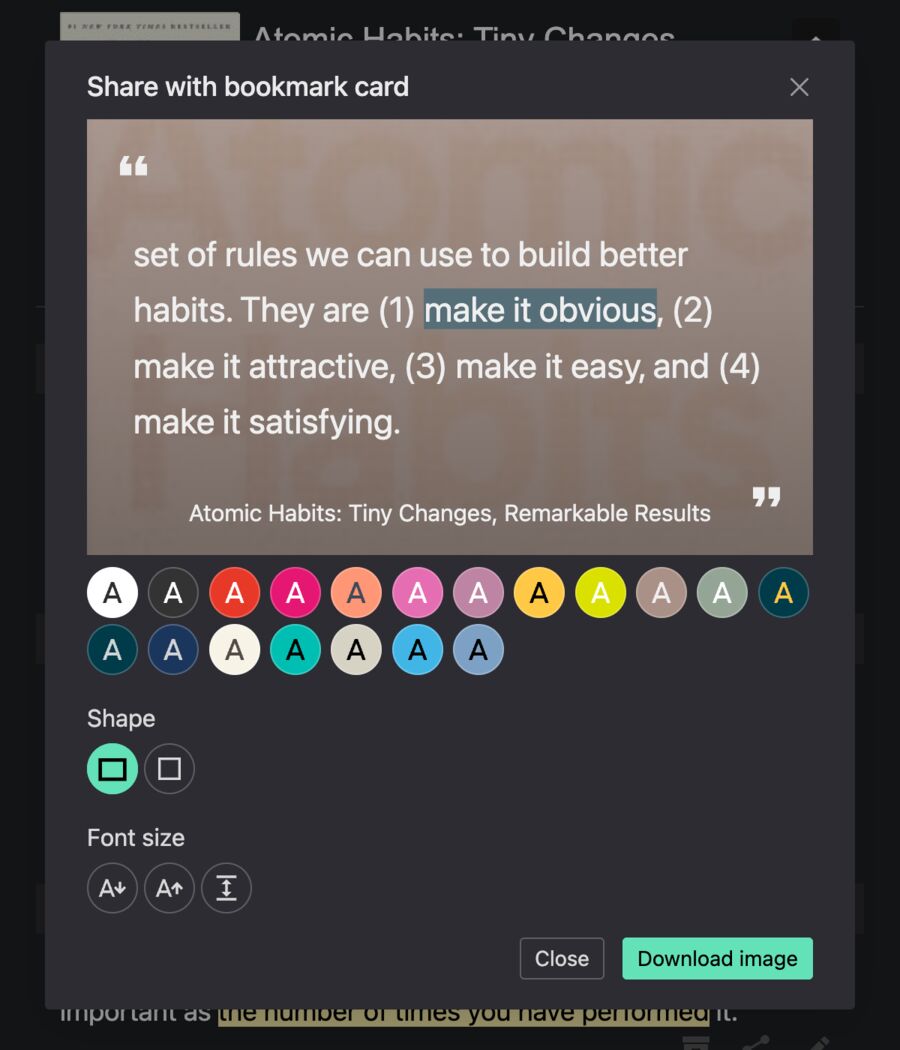 #1 NEW YORK TIMES BESTSELLER
Atomic Habits: Tiny Changes,
Share with bookmark card
Atomic
Habits
“
set of rules we can use to build better
habits. They are (1) make it obvious, (2)
make it attractive, (3) make it easy, and (4)
make it satisfying.
”
Atomic Habits: Tiny Changes, Remarkable Results
A A A A A A A A A A A A
A A A A A A A
Shape
Font size
A A
Close Download image
important as the number of times you have performed it.